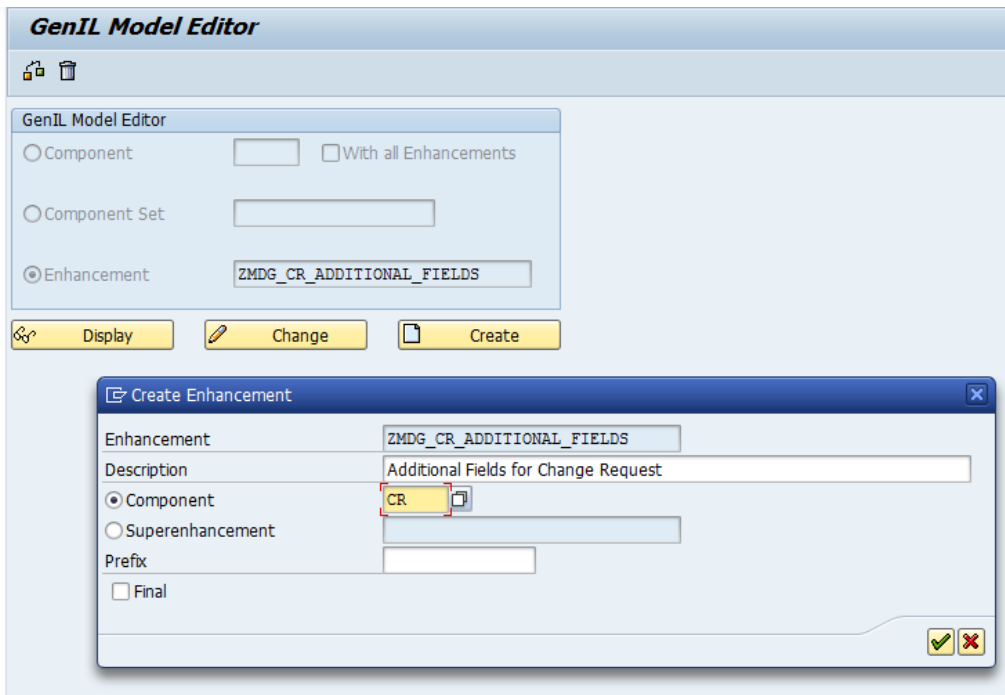 GenIL Model Editor
GenIL Model Editor
Component
With all Enhancements
Component Set
Enhancement ZMDG_CR_ADDITIONAL_FIELDS
Display Change Create
Create Enhancement
Enhancement ZMDG_CR_ADDITIONAL_FIELDS
Description Additional Fields for Change Request
Component CR
Superenhancement
Prefix
Final